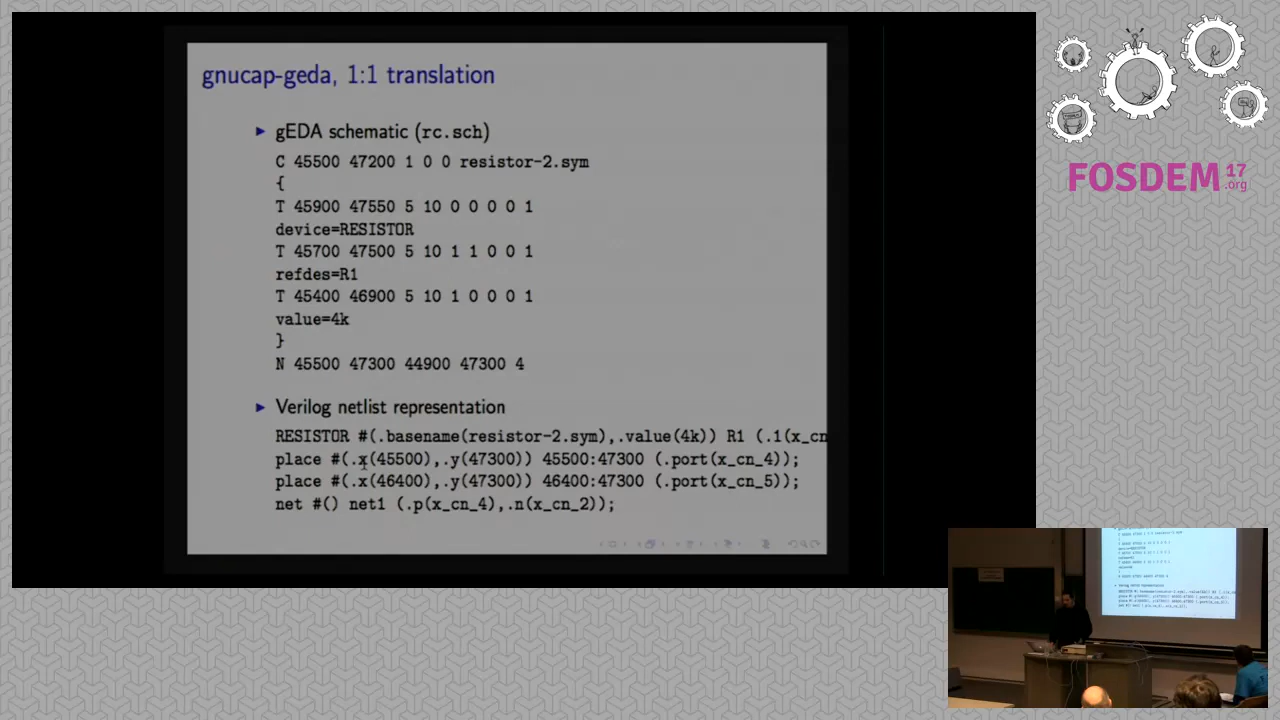 gnucap-geda, 1:1 translation
► gEDA schematic (rc.sch)
C 45500 47200 1 0 0 resistor-2.sym
{
T 45900 47550 5 10 0 0 0 0 1
device=RESISTOR
T 45700 47500 5 10 1 1 0 0 1
refdes=R1
T 45400 46900 5 10 1 0 0 0 1
value=4k
}
N 45500 47300 44900 47300 4
► Verilog netlist representation
RESISTOR #(.basename(resistor-2.sym),.value(4k)) R1 (.1(x_cn
place #(.x(45500),.y(47300)) 45500:47300 (.port(x_cn_4));
place #(.x(46400),.y(47300)) 46400:47300 (.port(x_cn_5));
net #() net1 (.p(x_cn_4),.n(x_cn_2));
FOSDEM 17
.org